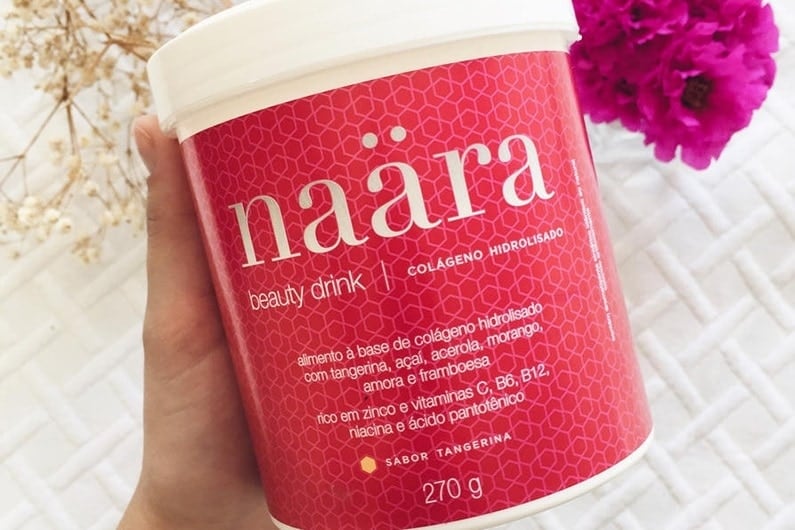 naära
beauty drink | COLÁGENO HIDROLISADO
alimento à base de colágeno hidrolisado
com tangerina, açaí, acerola, morango,
amora e framboesa
rico em zinco e vitaminas C, B6, B12,
niacina e ácido pantotênico
SABOR TANGERINA
270 g